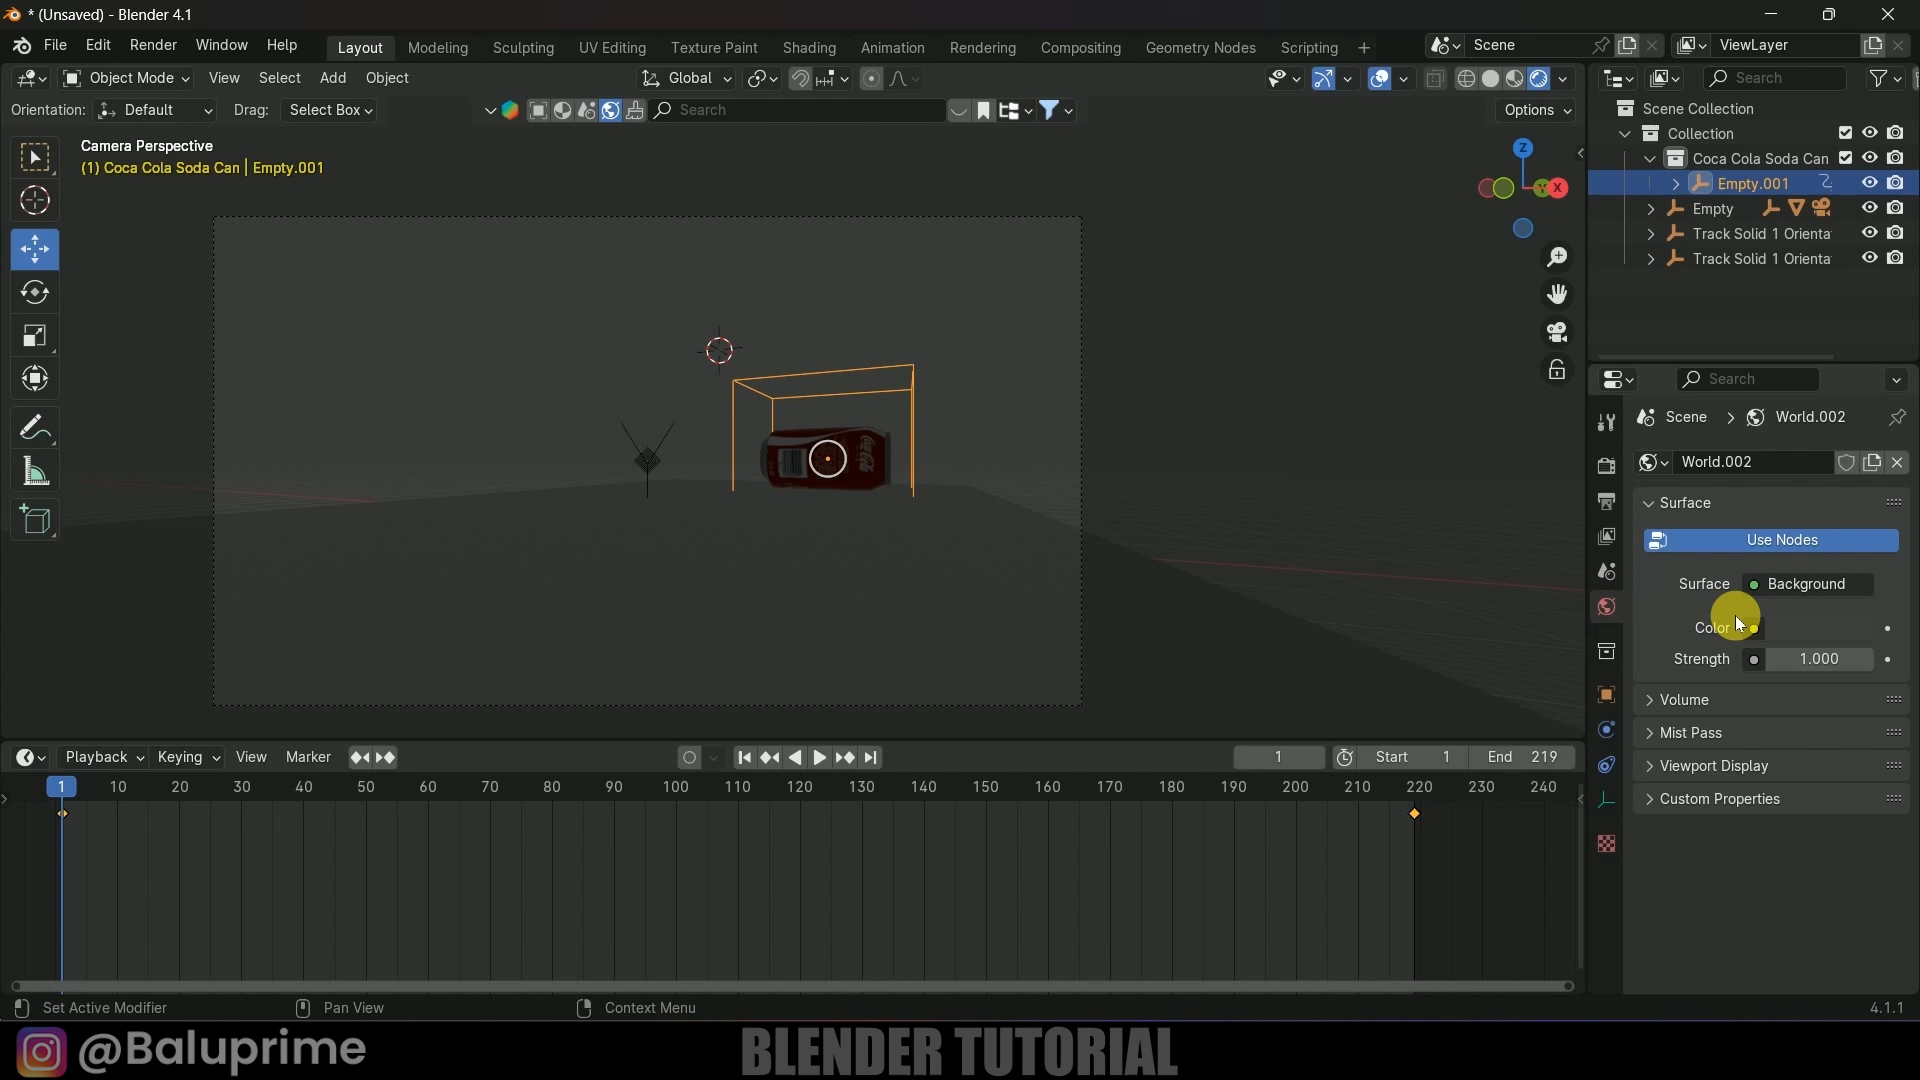 * (Unsaved) - Blender 4.1
File Edit Render Window Help Layout Modeling Sculpting UV Editing Texture Paint Shading Animation Rendering Compositing Geometry Nodes Scripting + Scene ViewLayer
Object Mode View Select Add Object Global Search
Orientation: Default Drag: Select Box Search Options
Scene Collection
Collection
Coca Cola Soda Can
Empty.001
Empty
Track Solid 1 Orienta
Track Solid 1 Orienta
Camera Perspective
(1) Coca Cola Soda Can | Empty.001
Z
Y X
Search
Scene > World.002
World.002
Surface
Use Nodes
Surface Background
Color
Strength 1.000
Volume
Mist Pass
Viewport Display
Custom Properties
Playback Keying View Marker 1 Start 1 End 219
1 10 20 30 40 50 60 70 80 90 100 110 120 130 140 150 160 170 180 190 200 210 220 230 240
Set Active Modifier Pan View Context Menu 4.1.1
@Baluprime BLENDER TUTORIAL